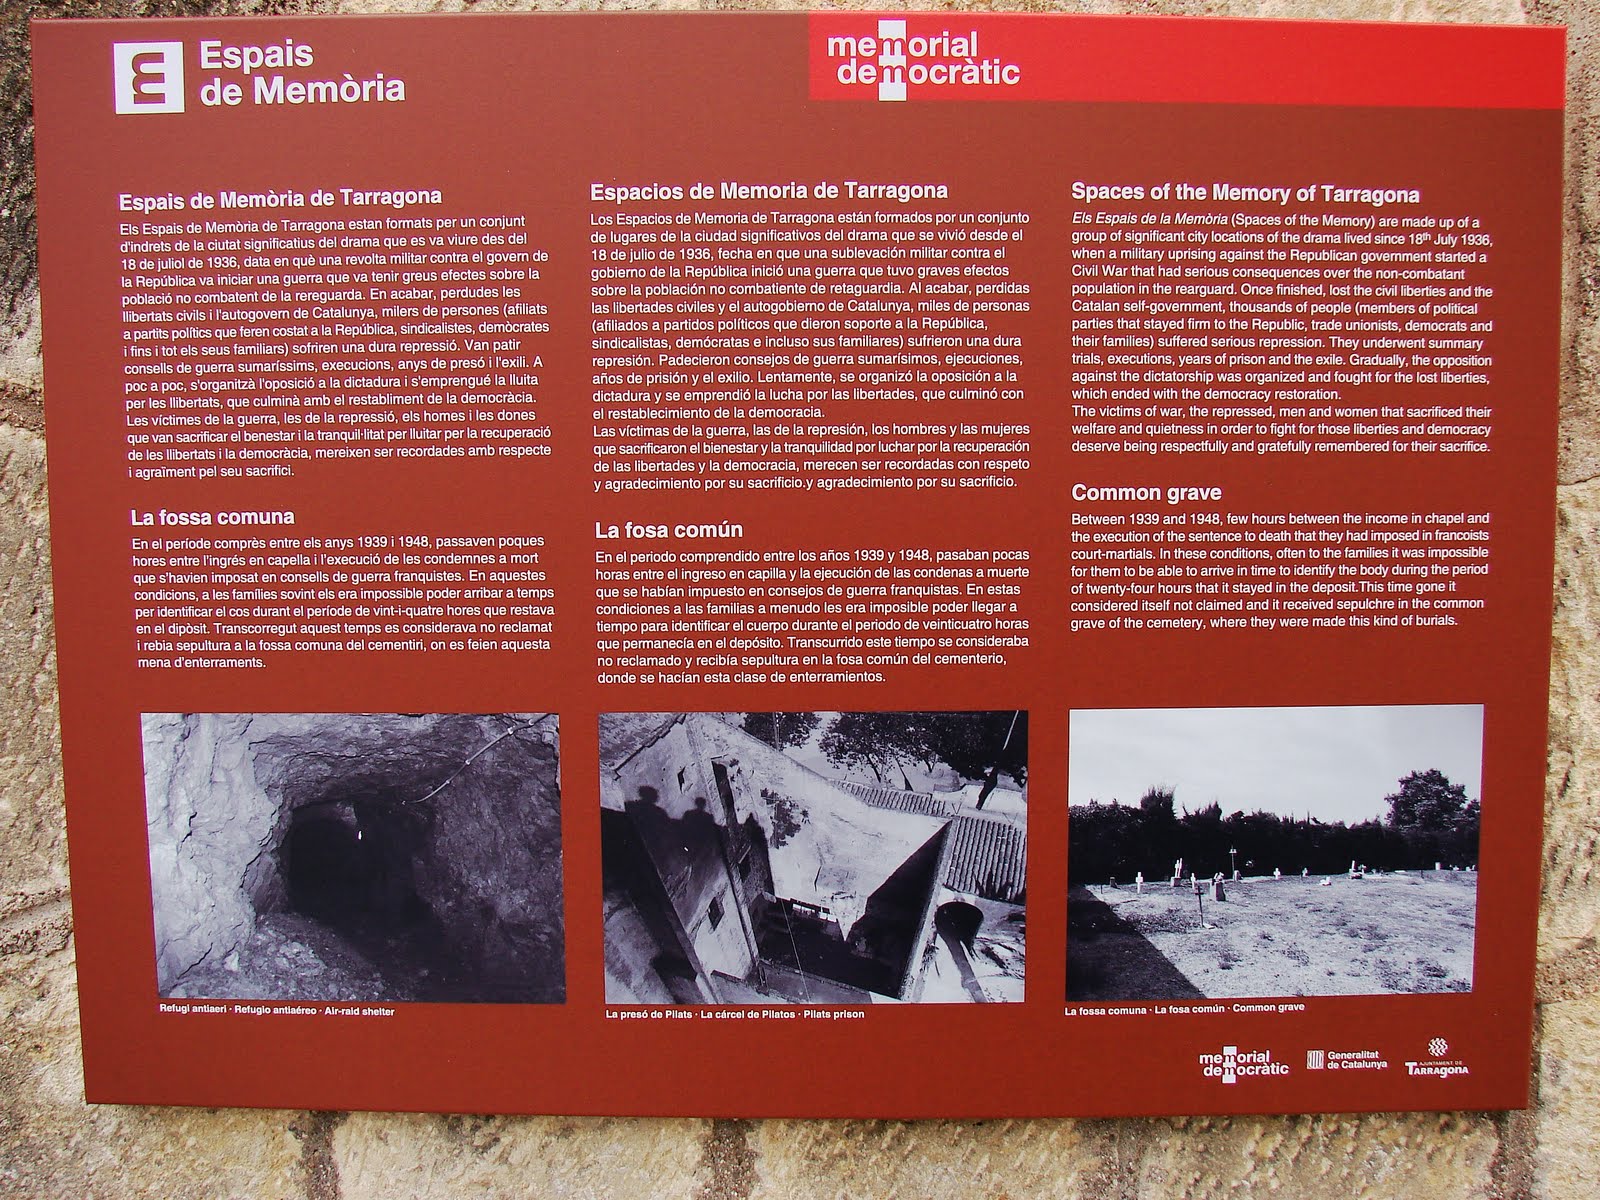 Espais
de Memòria
memorial
democràtic
Espais de Memòria de Tarragona
Els Espais de Memòria de Tarragona estan formats per un conjunt
d'indrets de la ciutat significatius del drama que es va viure des del
18 de juliol de 1936, data en què una revolta militar contra el govern de
la República va iniciar una guerra que va tenir greus efectes sobre la
població no combatent de la rereguarda. En acabar, perdudes les
llibertats civils i l'autogovern de Catalunya, milers de persones (afiliats
a partits polítics que feren costat a la República, sindicalistes, demòcrates
i fins i tot els seus familiars) sofriren una dura repressió. Van patir
consells de guerra sumaríssims, execucions, anys de presó i l'exili. A
poc a poc, s'organitzà l'oposició a la dictadura i s'emprengué la lluita
per les llibertats, que culminà amb el restabliment de la democràcia.
Les víctimes de la guerra, les de la repressió, els homes i les dones
que van sacrificar el benestar i la tranquil·litat per lluitar per la recuperació
de les llibertats i la democràcia, mereixen ser recordades amb respecte
i agraïment pel seu sacrifici.
La fossa comuna
En el període comprès entre els anys 1939 i 1948, passaven poques
hores entre l'ingrés en capella i l'execució de les condemnes a mort
que s'havien imposat en consells de guerra franquistes. En aquestes
condicions, a les famílies sovint els era impossible poder arribar a temps
per identificar el cos durant el període de vint-i-quatre hores que restava
en el dipòsit. Transcorregut aquest temps es considerava no reclamat
i rebia sepultura a la fossa comuna del cementiri, on es feien aquesta
mena d'enterraments.
Espacios de Memoria de Tarragona
Los Espacios de Memoria de Tarragona están formados por un conjunto
de lugares de la ciudad significativos del drama que se vivió desde el
18 de julio de 1936, fecha en que una sublevación militar contra el
gobierno de la República inició una guerra que tuvo graves efectos
sobre la población no combatiente de retaguardia. Al acabar, perdidas
las libertades civiles y el autogobierno de Catalunya, miles de personas
(afiliados a partidos políticos que dieron soporte a la República,
sindicalistas, demócratas e incluso sus familiares) sufrieron una dura
represión. Padecieron consejos de guerra sumarísimos, ejecuciones,
años de prisión y el exilio. Lentamente, se organizó la oposición a la
dictadura y se emprendió la lucha por las libertades, que culminó con
el restablecimiento de la democracia.
Las víctimas de la guerra, las de la represión, los hombres y las mujeres
que sacrificaron el bienestar y la tranquilidad por luchar por la recuperación
de las libertades y la democracia, merecen ser recordadas con respeto
y agradecimiento por su sacrificio.y agradecimiento por su sacrificio.
La fosa común
En el periodo comprendido entre los años 1939 y 1948, pasaban pocas
horas entre el ingreso en capilla y la ejecución de las condenas a muerte
que se habían impuesto en consejos de guerra franquistas. En estas
condiciones a las familias a menudo les era imposible poder llegar a
tiempo para identificar el cuerpo durante el periodo de veinticuatro horas
que permanecía en el depósito. Transcurrido este tiempo se consideraba
no reclamado y recibía sepultura en la fosa común del cementerio,
donde se hacían esta clase de enterramientos.
Spaces of the Memory of Tarragona
Els Espais de la Memòria (Spaces of the Memory) are made up of a
group of significant city locations of the drama lived since 18th July 1936,
when a military uprising against the Republican government started a
Civil War that had serious consequences over the non-combatant
population in the rearguard. Once finished, lost the civil liberties and the
Catalan self-government, thousands of people (members of political
parties that stayed firm to the Republic, trade unionists, democrats and
their families) suffered serious repression. They underwent summary
trials, executions, years of prison and the exile. Gradually, the opposition
against the dictatorship was organized and fought for the lost liberties,
which ended with the democracy restoration.
The victims of war, the repressed, men and women that sacrificed their
welfare and quietness in order to fight for those liberties and democracy
deserve being respectfully and gratefully remembered for their sacrifice.
Common grave
Between 1939 and 1948, few hours between the income in chapel and
the execution of the sentence to death that they had imposed in francoists
court-martials. In these conditions, often to the families it was impossible
for them to be able to arrive in time to identify the body during the period
of twenty-four hours that it stayed in the deposit.This time gone it
considered itself not claimed and it received sepulchre in the common
grave of the cemetery, where they were made this kind of burials.
Refugi antiaeri · Refugio antiaéreo · Air-raid shelter
La presó de Pilats · La cárcel de Pilatos · Pilats prison
La fossa comuna · La fosa común · Common grave
memorial
democràtic
Generalitat
de Catalunya
AJUNTAMENT DE
TARRAGONA